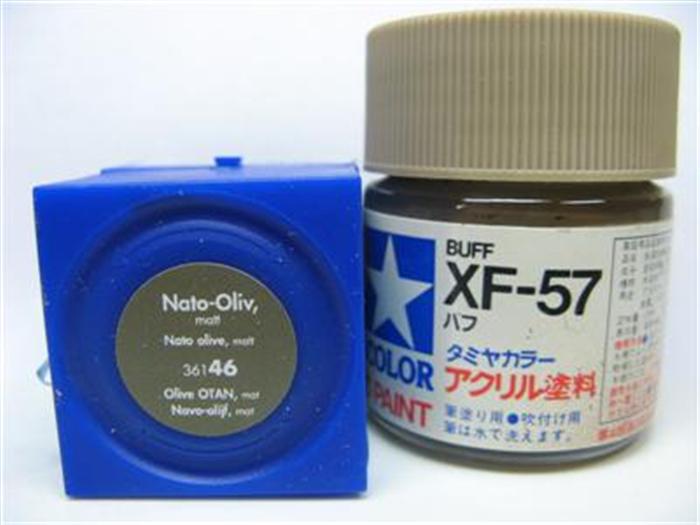 Nato-Oliv,
matt
Nato olive, matt
36146
Olive OTAN, mat
Navo-olijf, mat
BUFF
XF-57
バフ
COLOR
PAINT
タミヤカラー
アクリル塗料
筆塗り用●吹付け用
筆は水で洗えます。